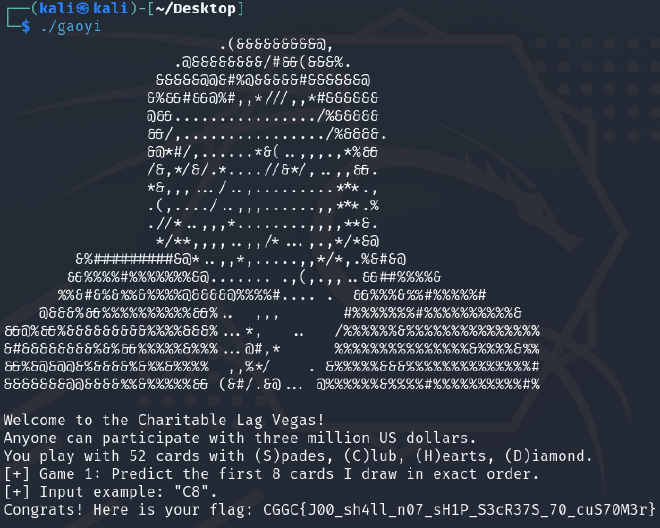 ┌──(kali㉿kali)-[~/Desktop]
└─$ ./gaoyi
Welcome to the Charitable Lag Vegas!
Anyone can participate with three million US dollars.
You play with 52 cards with (S)pades, (C)lub, (H)earts, (D)iamond.
[+] Game 1: Predict the first 8 cards I draw in exact order.
[+] Input example: "C8".
Congrats! Here is your flag: CGGC{J00_sh4ll_n07_sH1P_S3cR37S_70_cuS70M3r}